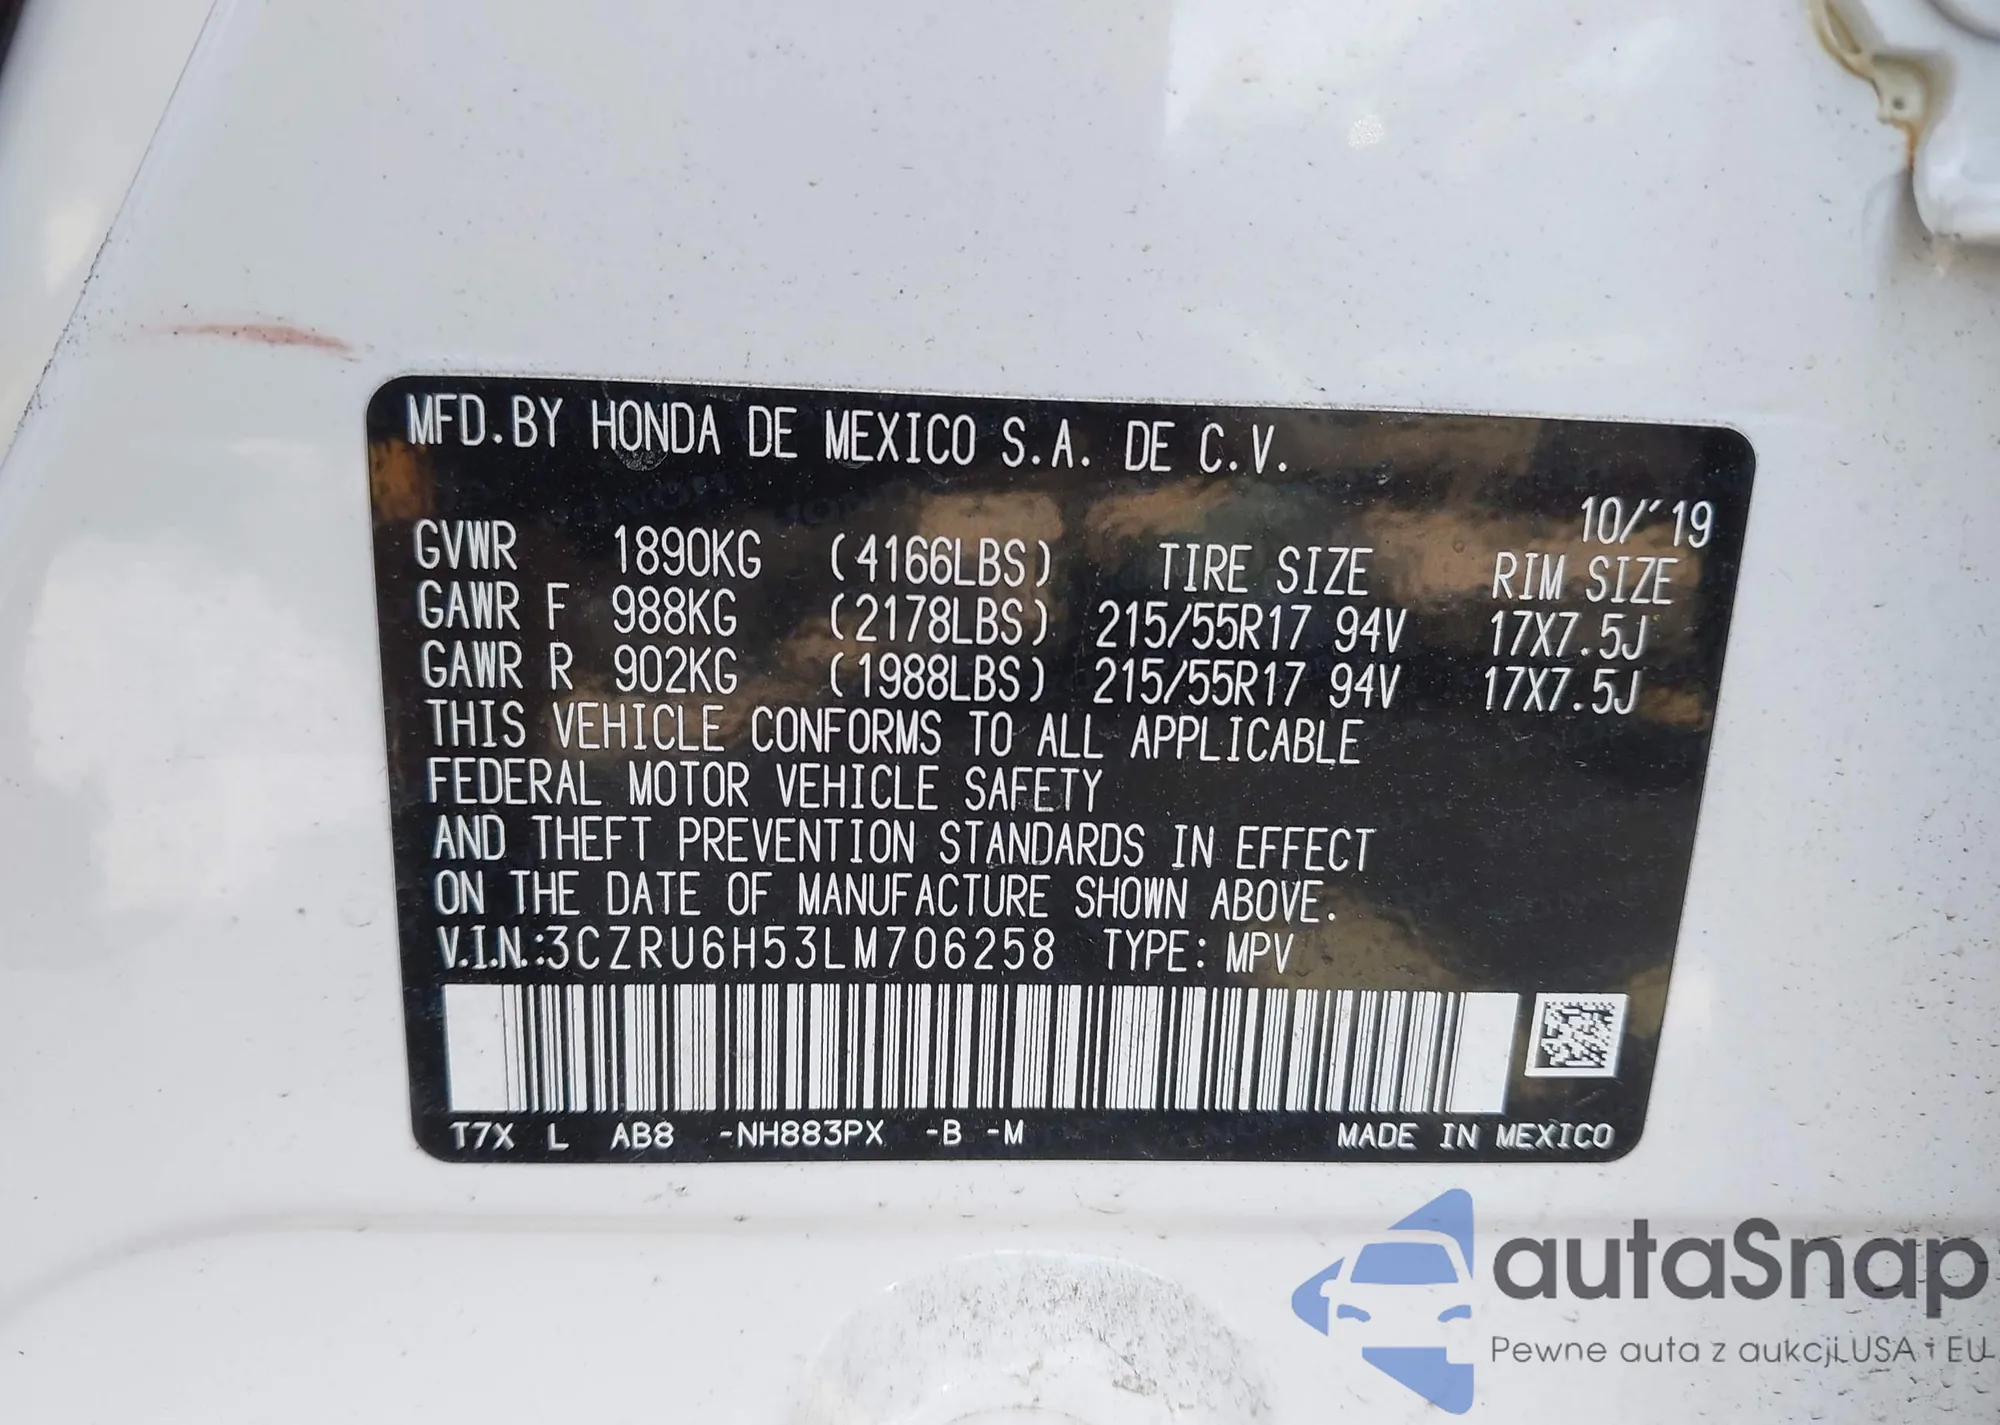 MFD.BY HONDA DE MEXICO S.A. DE C.V.
10/'19
GVWR 1890KG (4166LBS) TIRE SIZE RIM SIZE
GAWR F 988KG (2178LBS) 215/55R17 94V 17X7.5J
GAWR R 902KG (1988LBS) 215/55R17 94V 17X7.5J
THIS VEHICLE CONFORMS TO ALL APPLICABLE
FEDERAL MOTOR VEHICLE SAFETY
AND THEFT PREVENTION STANDARDS IN EFFECT
ON THE DATE OF MANUFACTURE SHOWN ABOVE.
V.I.N.:3CZRU6H53LM706258 TYPE: MPV
T7X L AB8 -NH883PX -B -M MADE IN MEXICO
autaSnap
Pewne auta z aukcji USA i EU